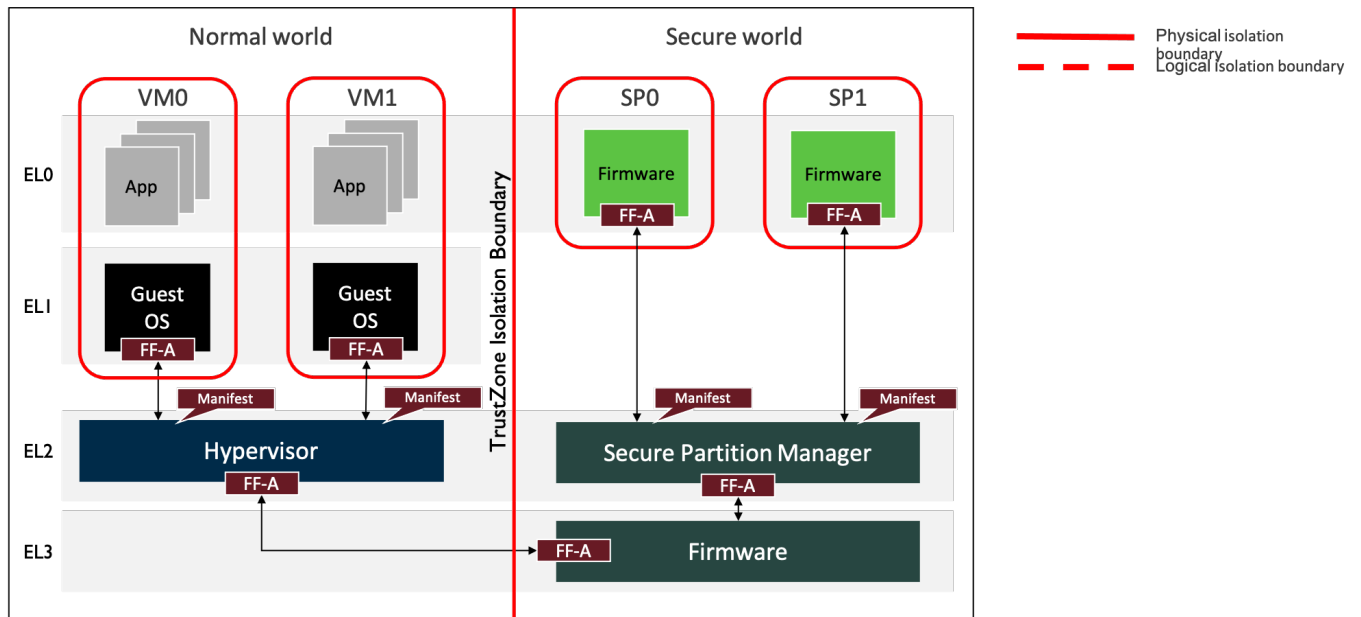 Normal world
Secure world
Physical isolation
boundary
Logical isolation boundary
VM0
VM1
SP0
SP1
EL0
App
App
Firmware
Firmware
FF-A
FF-A
TrustZone Isolation Boundary
EL1
Guest
OS
Guest
OS
FF-A
FF-A
Manifest
Manifest
Manifest
Manifest
EL2
Hypervisor
Secure Partition Manager
FF-A
FF-A
EL3
FF-A
Firmware